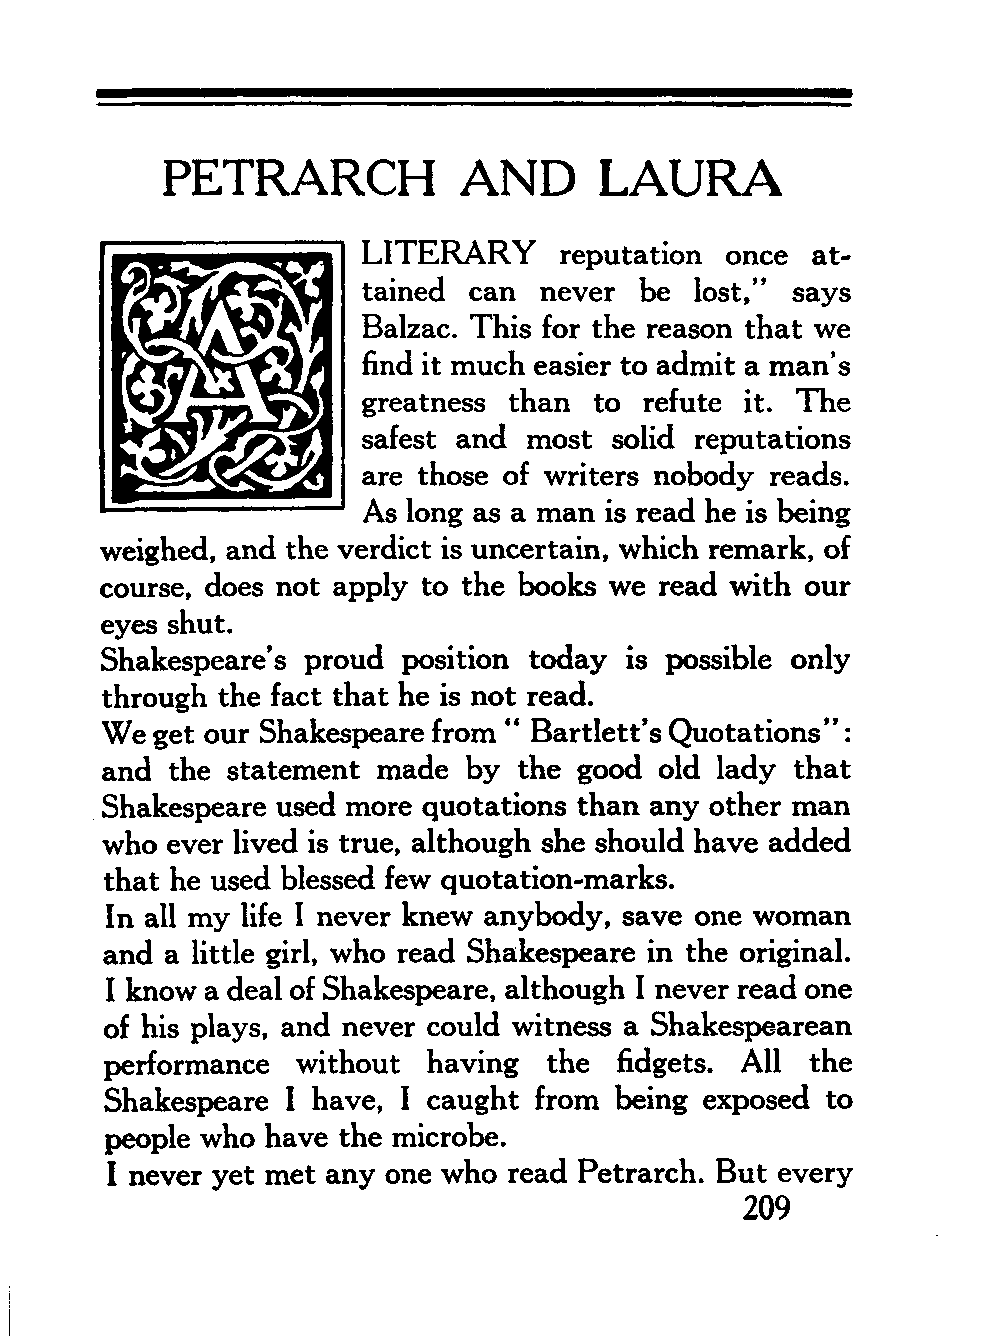 PETRARCH AND LAURA
A LITERARY reputation once at-
tained can never be lost,” says
Balzac. This for the reason that we
find it much easier to admit a man’s
greatness than to refute it. The
safest and most solid reputations
are those of writers nobody reads.
As long as a man is read he is being
weighed, and the verdict is uncertain, which remark, of
course, does not apply to the books we read with our
eyes shut.
Shakespeare’s proud position today is possible only
through the fact that he is not read.
We get our Shakespeare from “ Bartlett’s Quotations”:
and the statement made by the good old lady that
Shakespeare used more quotations than any other man
who ever lived is true, although she should have added
that he used blessed few quotation-marks.
In all my life I never knew anybody, save one woman
and a little girl, who read Shakespeare in the original.
I know a deal of Shakespeare, although I never read one
of his plays, and never could witness a Shakespearean
performance without having the fidgets. All the
Shakespeare I have, I caught from being exposed to
people who have the microbe.
I never yet met any one who read Petrarch. But every
209